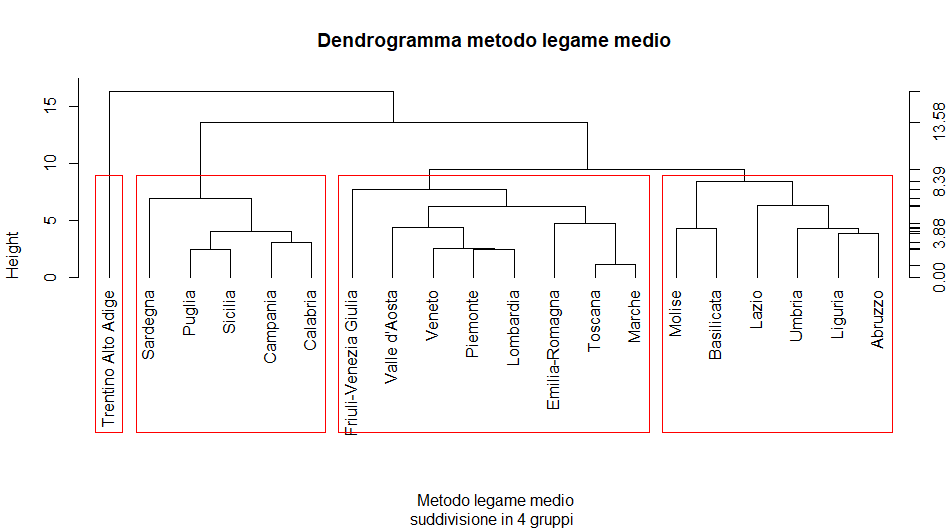 Dendrogramma metodo legame medio
Height
15
10
5
0
13.58
8.39
3.88
0.00
Trentino Alto Adige
Sardegna
Puglia
Sicilia
Campania
Calabria
Friuli-Venezia Giulia
Valle d'Aosta
Veneto
Piemonte
Lombardia
Emilia-Romagna
Toscana
Marche
Molise
Basilicata
Lazio
Umbria
Liguria
Abruzzo
Metodo legame medio
suddivisione in 4 gruppi